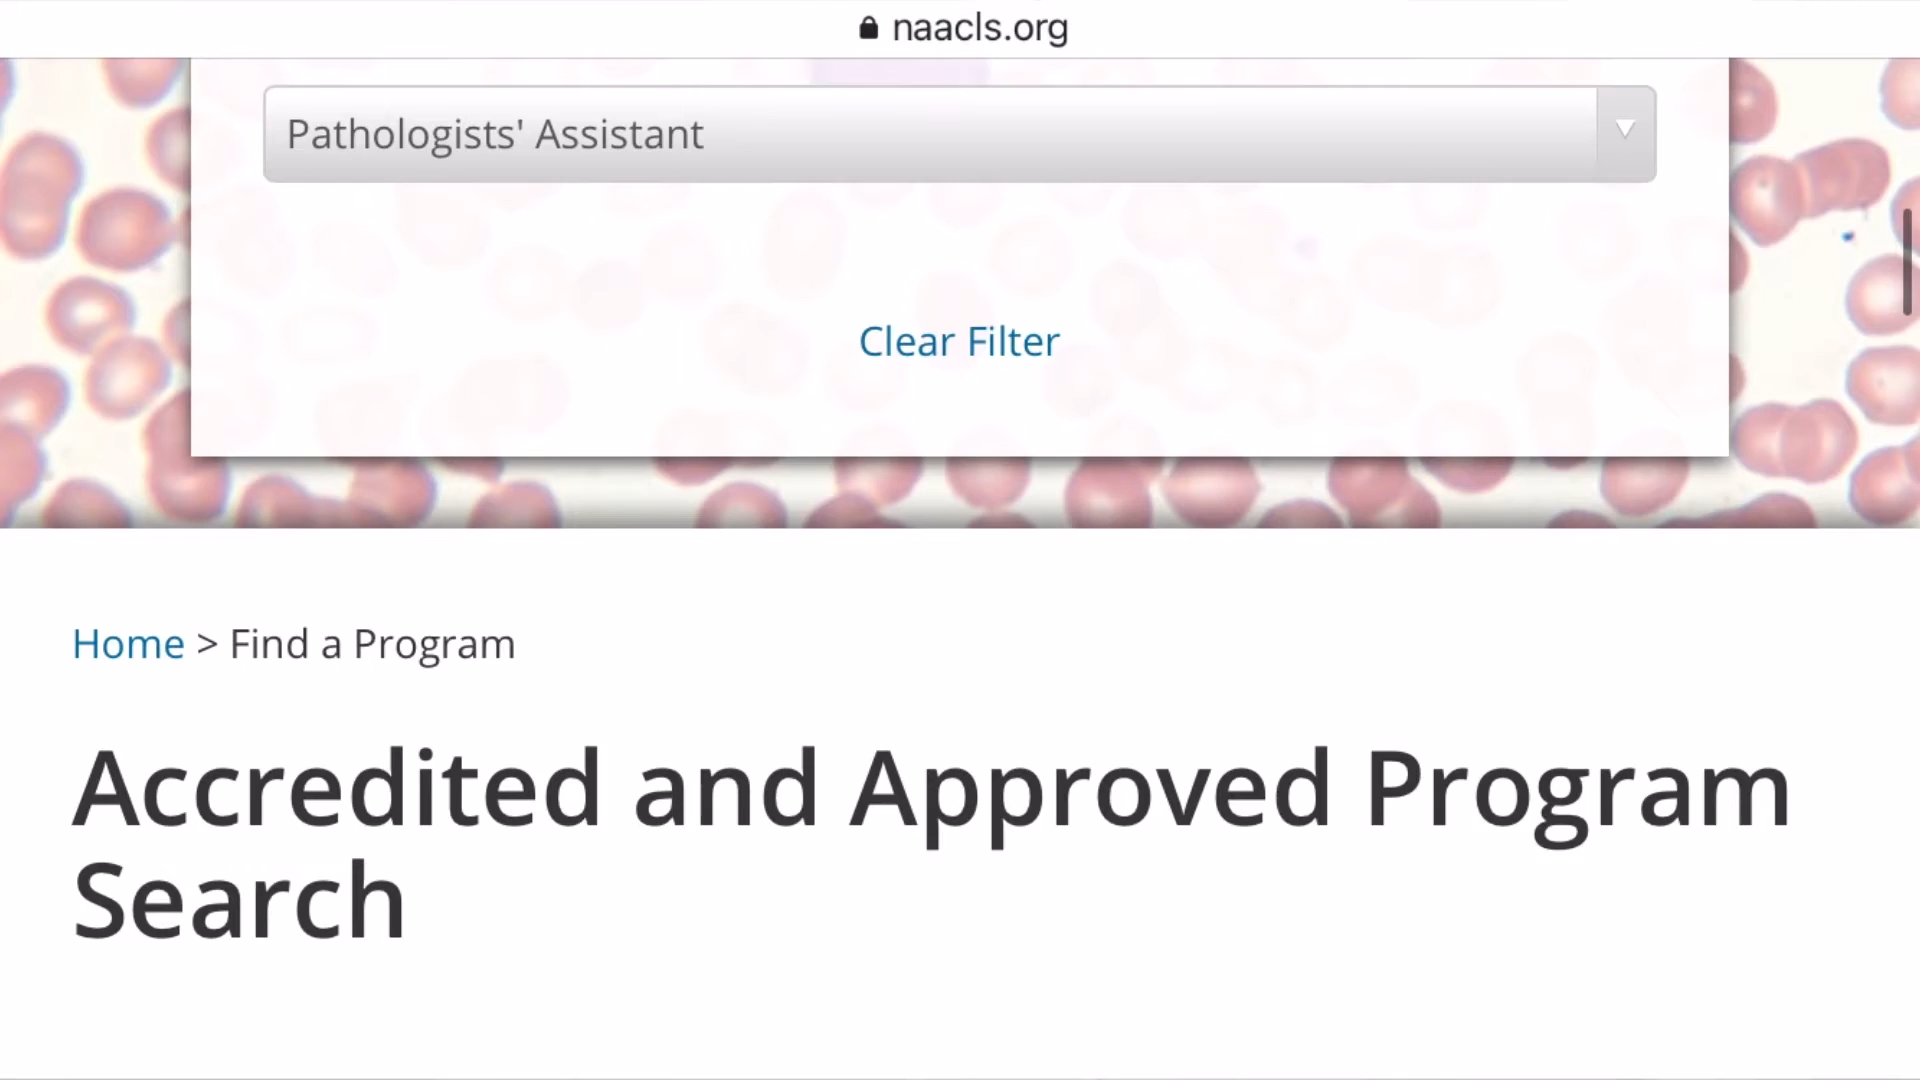 naacls.org
Pathologists' Assistant
Clear Filter
Home > Find a Program
Accredited and Approved Program
Search